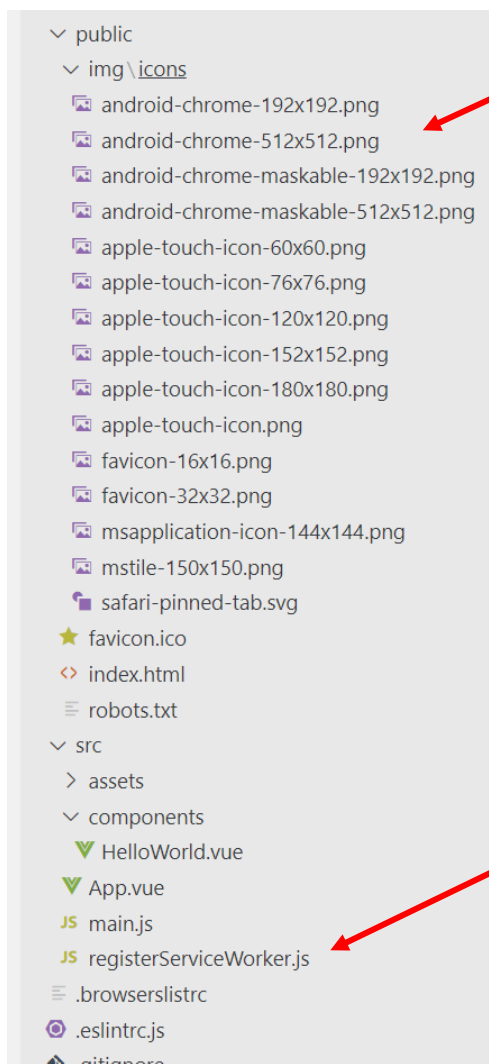 public
img\icons
android-chrome-192x192.png
android-chrome-512x512.png
android-chrome-maskable-192x192.png
android-chrome-maskable-512x512.png
apple-touch-icon-60x60.png
apple-touch-icon-76x76.png
apple-touch-icon-120x120.png
apple-touch-icon-152x152.png
apple-touch-icon-180x180.png
apple-touch-icon.png
favicon-16x16.png
favicon-32x32.png
msapplication-icon-144x144.png
mstile-150x150.png
safari-pinned-tab.svg
favicon.ico
<> index.html
robots.txt
src
assets
components
HelloWorld.vue
App.vue
JS main.js
JS registerServiceWorker.js
.browserslistrc
.eslintrc.js
.gitignore